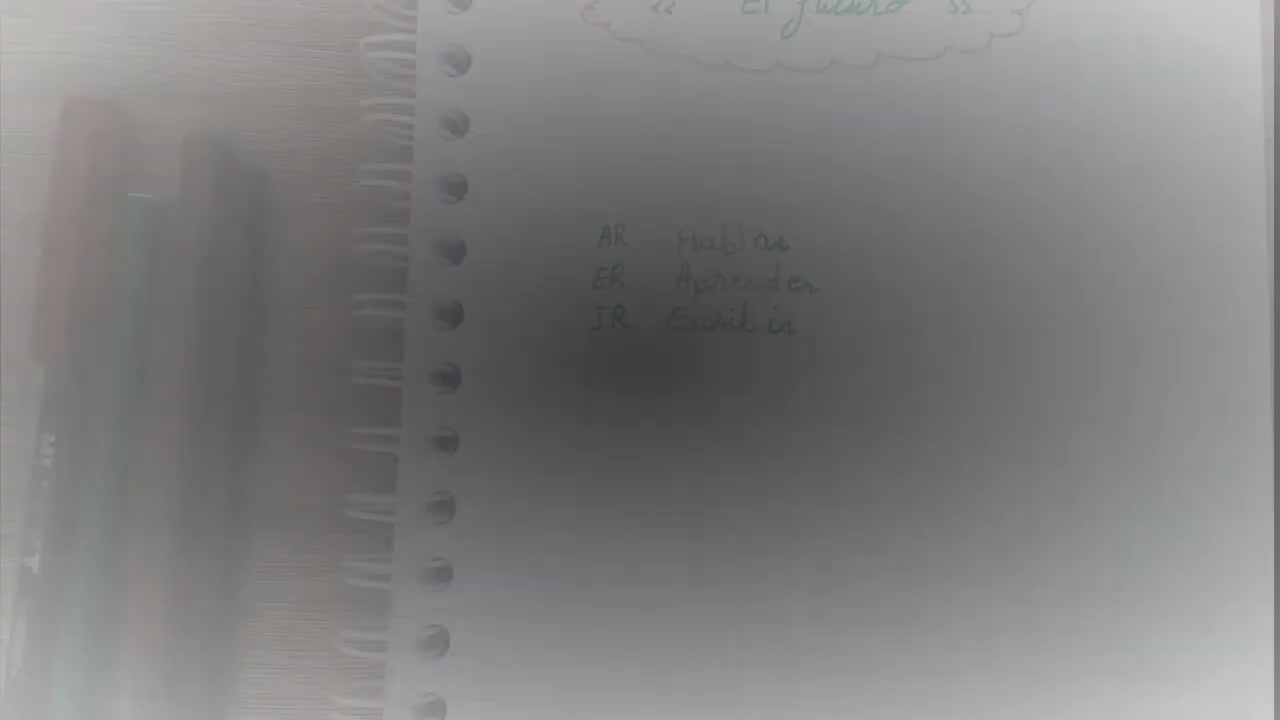 “ El futuro ”
AR Hablar
ER Aprender
IR Escribir